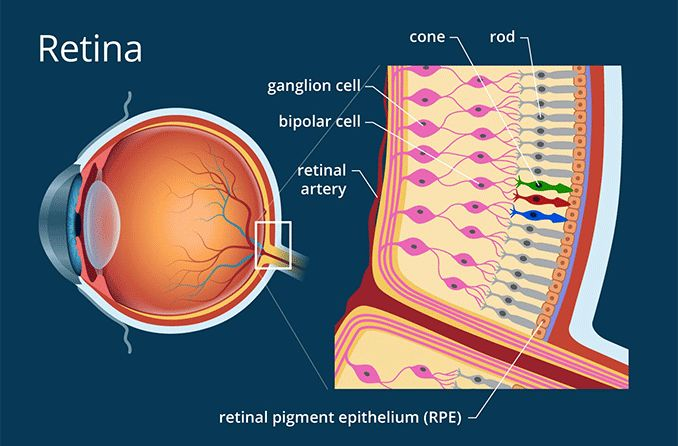 Retina
cone
rod
ganglion cell
bipolar cell
retinal
artery
retinal pigment epithelium (RPE)